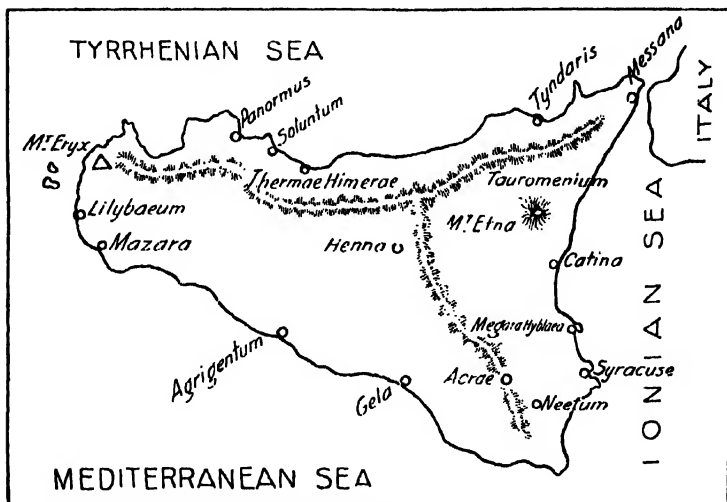 TYRRHENIAN SEA
Messana
Tyndaris
Panormus
Soluntum
ITALY
Mt Eryx
Thermae Himerae
Tauromenium
Mt Etna
Lilybaeum
Henna
Mazara
Catina
IONIAN SEA
Megara Hyblaea
Agrigentum
Syracuse
Gela
Acrae
Neetum
MEDITERRANEAN SEA